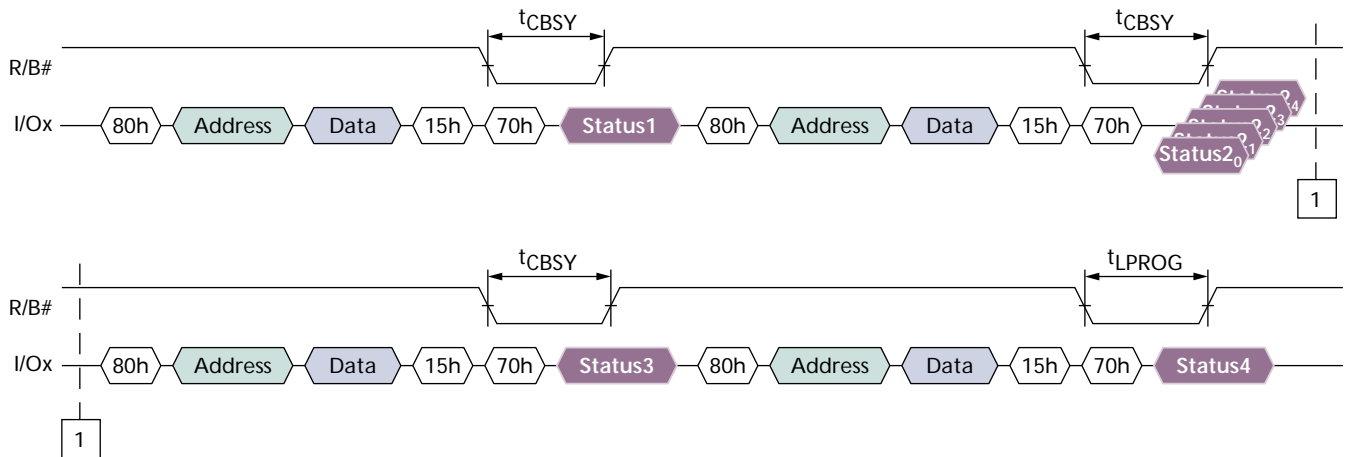 tCBSY tCBSY
R/B#
I/Ox 80h Address Data 15h 70h Status1 80h Address Data 15h 70h Status2₀
1
tCBSY tLPROG
R/B#
I/Ox 80h Address Data 15h 70h Status3 80h Address Data 15h 70h Status4
1